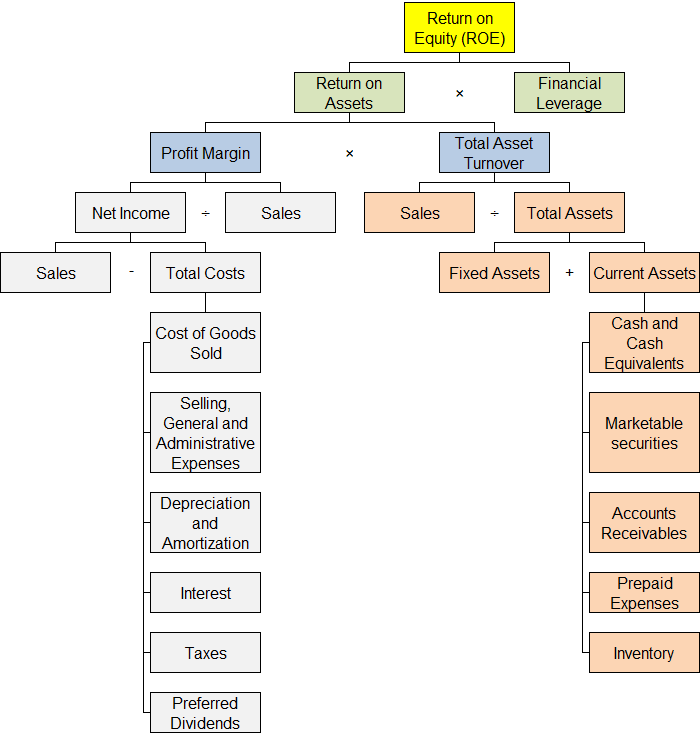 Return on
Equity (ROE)
Return on
Assets
×
Financial
Leverage
Profit Margin
×
Total Asset
Turnover
Net Income
÷
Sales
Sales
÷
Total Assets
Sales
-
Total Costs
Fixed Assets
+
Current Assets
Cost of Goods
Sold
Cash and
Cash
Equivalents
Selling,
General and
Administrative
Expenses
Marketable
securities
Depreciation
and
Amortization
Accounts
Receivables
Interest
Prepaid
Expenses
Taxes
Inventory
Preferred
Dividends